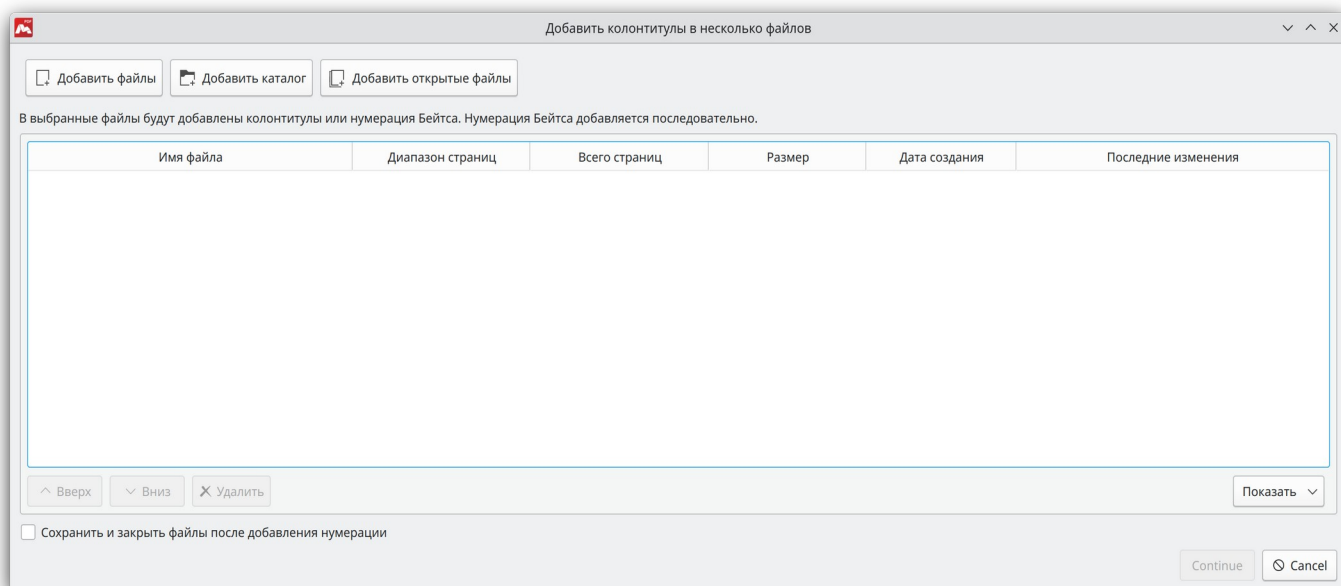 PDF
Добавить колонтитулы в несколько файлов
Добавить файлы Добавить каталог Добавить открытые файлы
В выбранные файлы будут добавлены колонтитулы или нумерация Бейтса. Нумерация Бейтса добавляется последовательно.
Имя файла Диапазон страниц Всего страниц Размер Дата создания Последние изменения
Вверх Вниз Удалить Показать
Сохранить и закрыть файлы после добавления нумерации
Continue Cancel